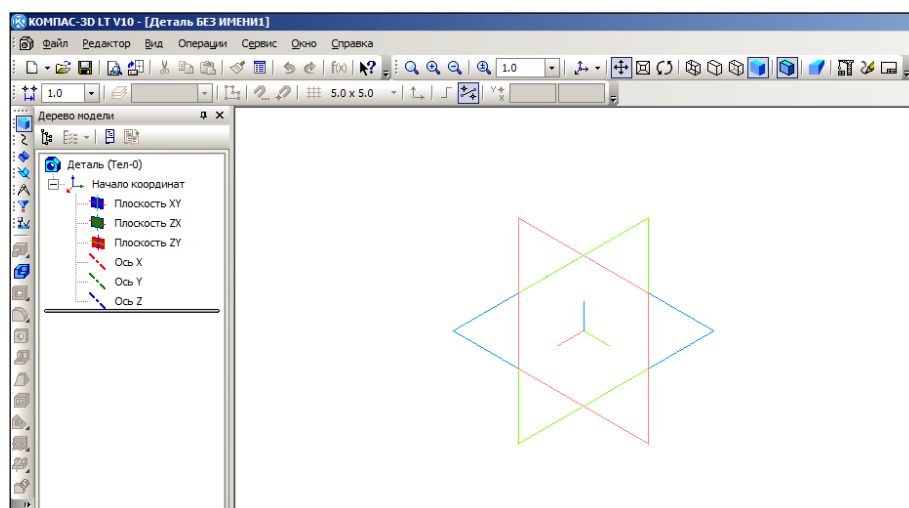 КОМПАС-3D LT V10 - [Деталь БЕЗ ИМЕНИ1]
Файл Редактор Вид Операции Сервис Окно Справка
f(x) 1.0
1.0 5.0 x 5.0
Дерево модели
Деталь (Тел-0)
Начало координат
Плоскость XY
Плоскость ZX
Плоскость ZY
Ось X
Ось Y
Ось Z